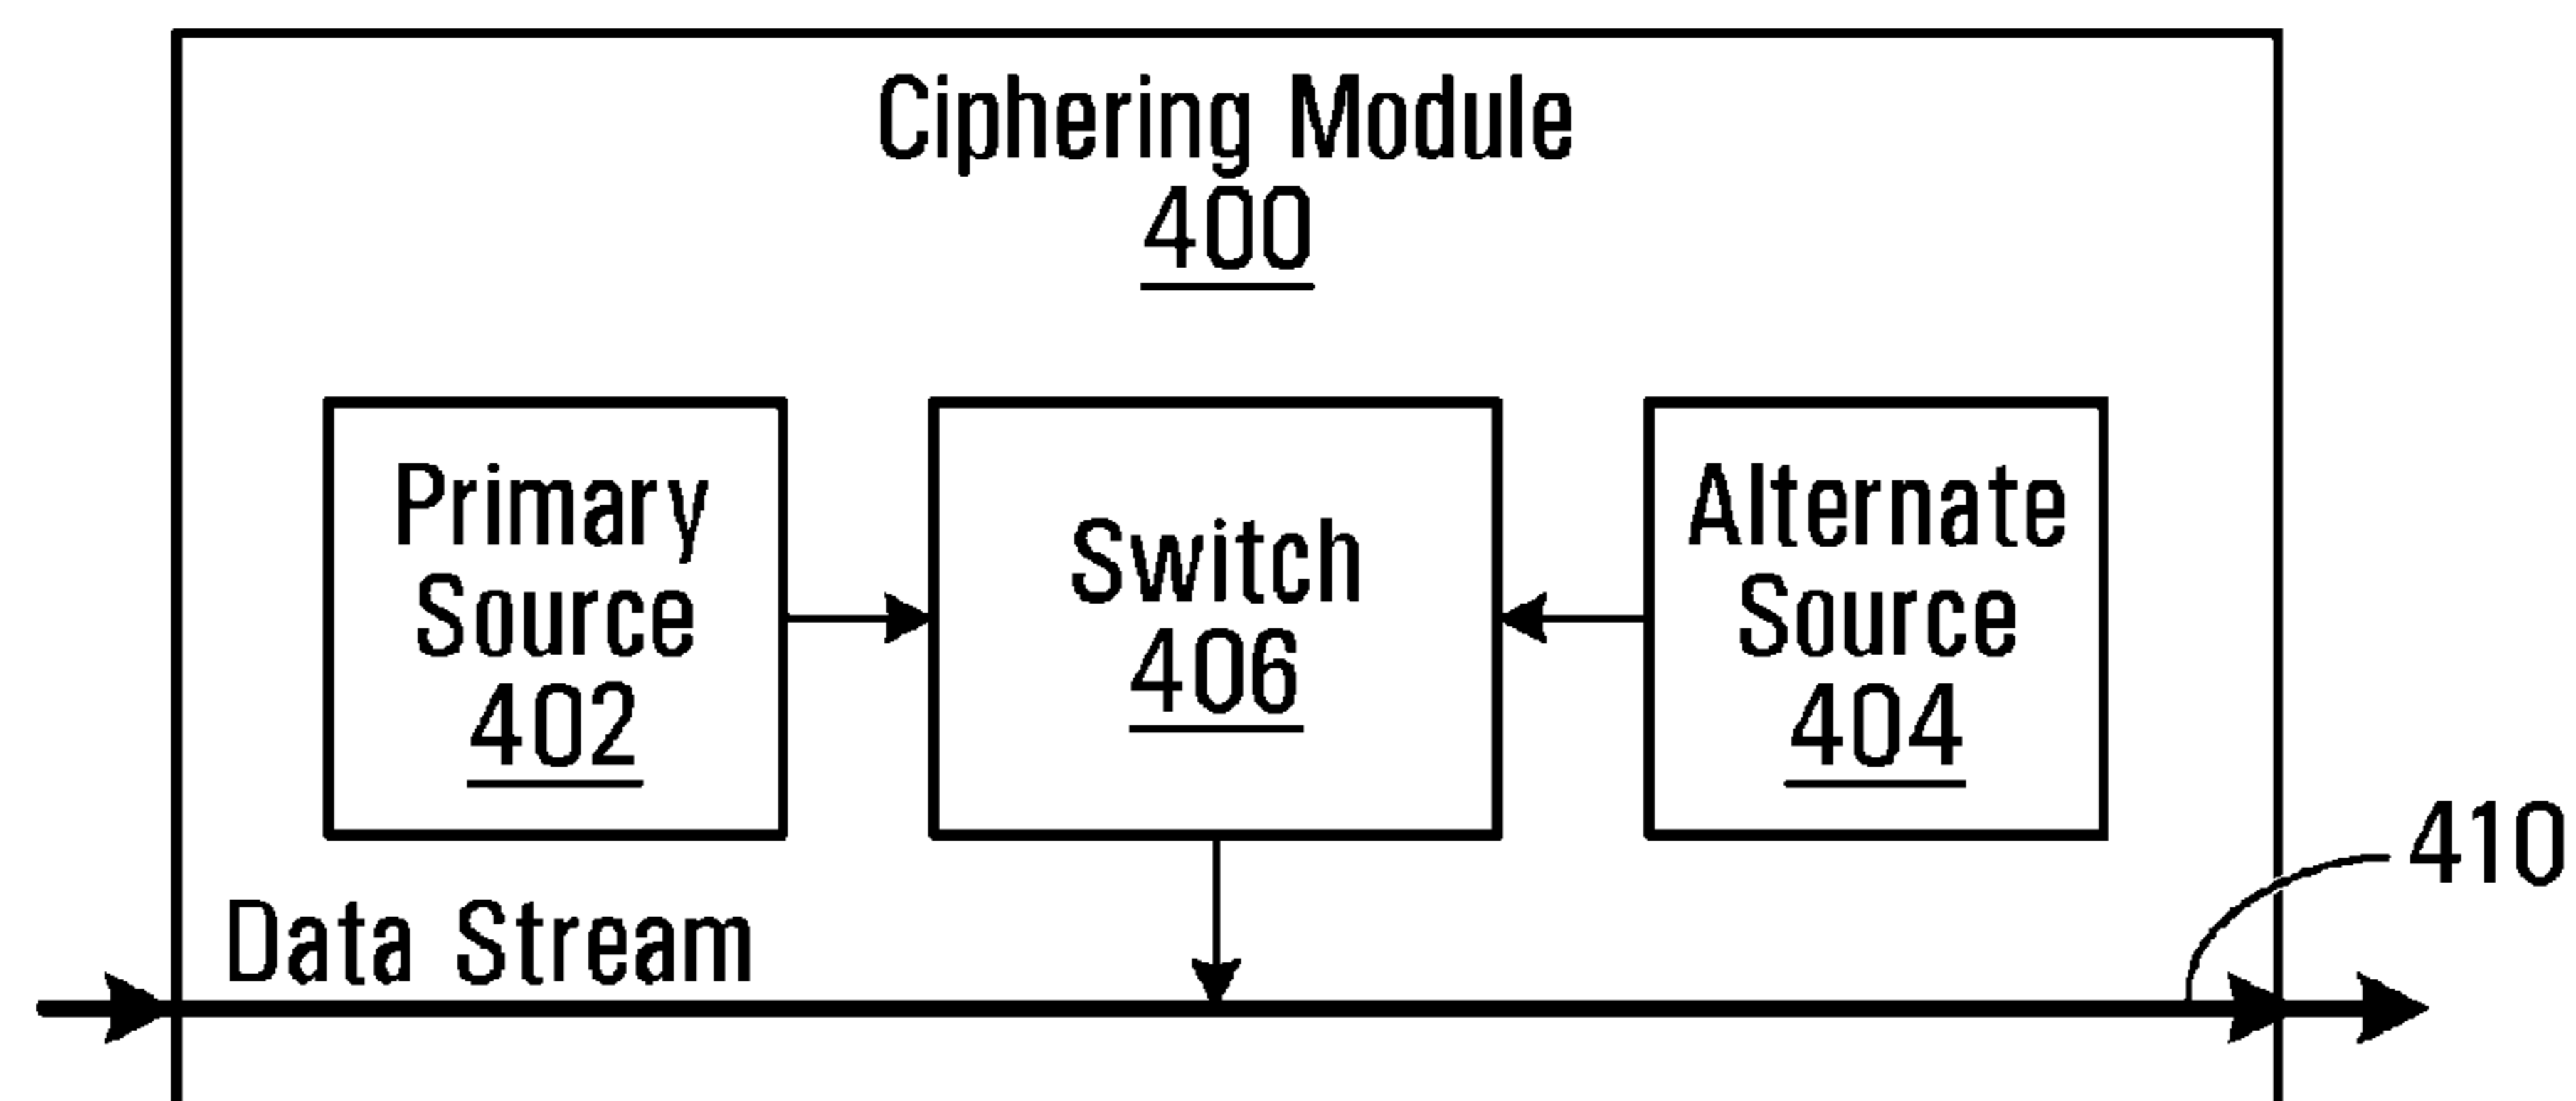 Ciphering Module
400
Primary
Source
402
Switch
406
Alternate
Source
404
410
Data Stream